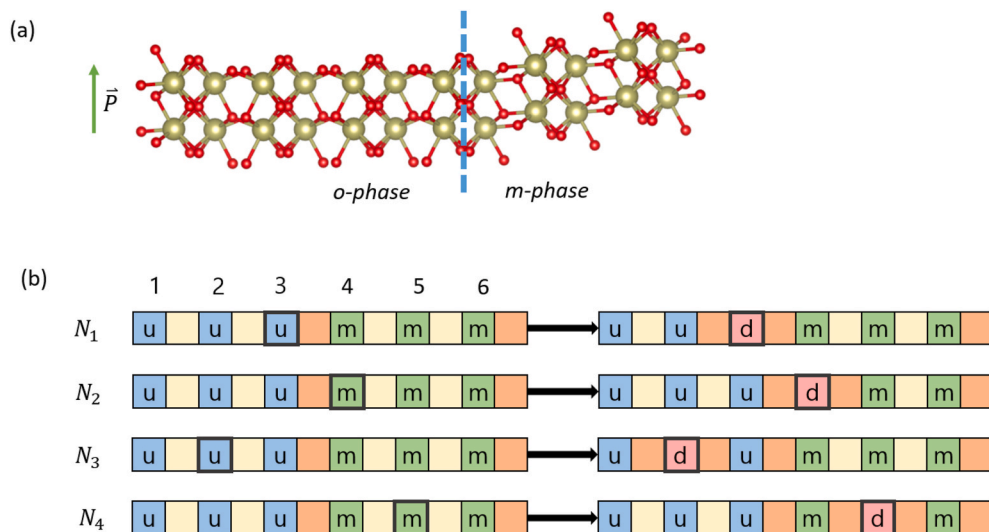 (a)
P
o-phase m-phase
(b)
1 2 3 4 5 6
N1 u u u m m m u u d m m m
N2 u u u m m m u u u d m m
N3 u u u m m m u d u m m m
N4 u u u m m m u u u m d m